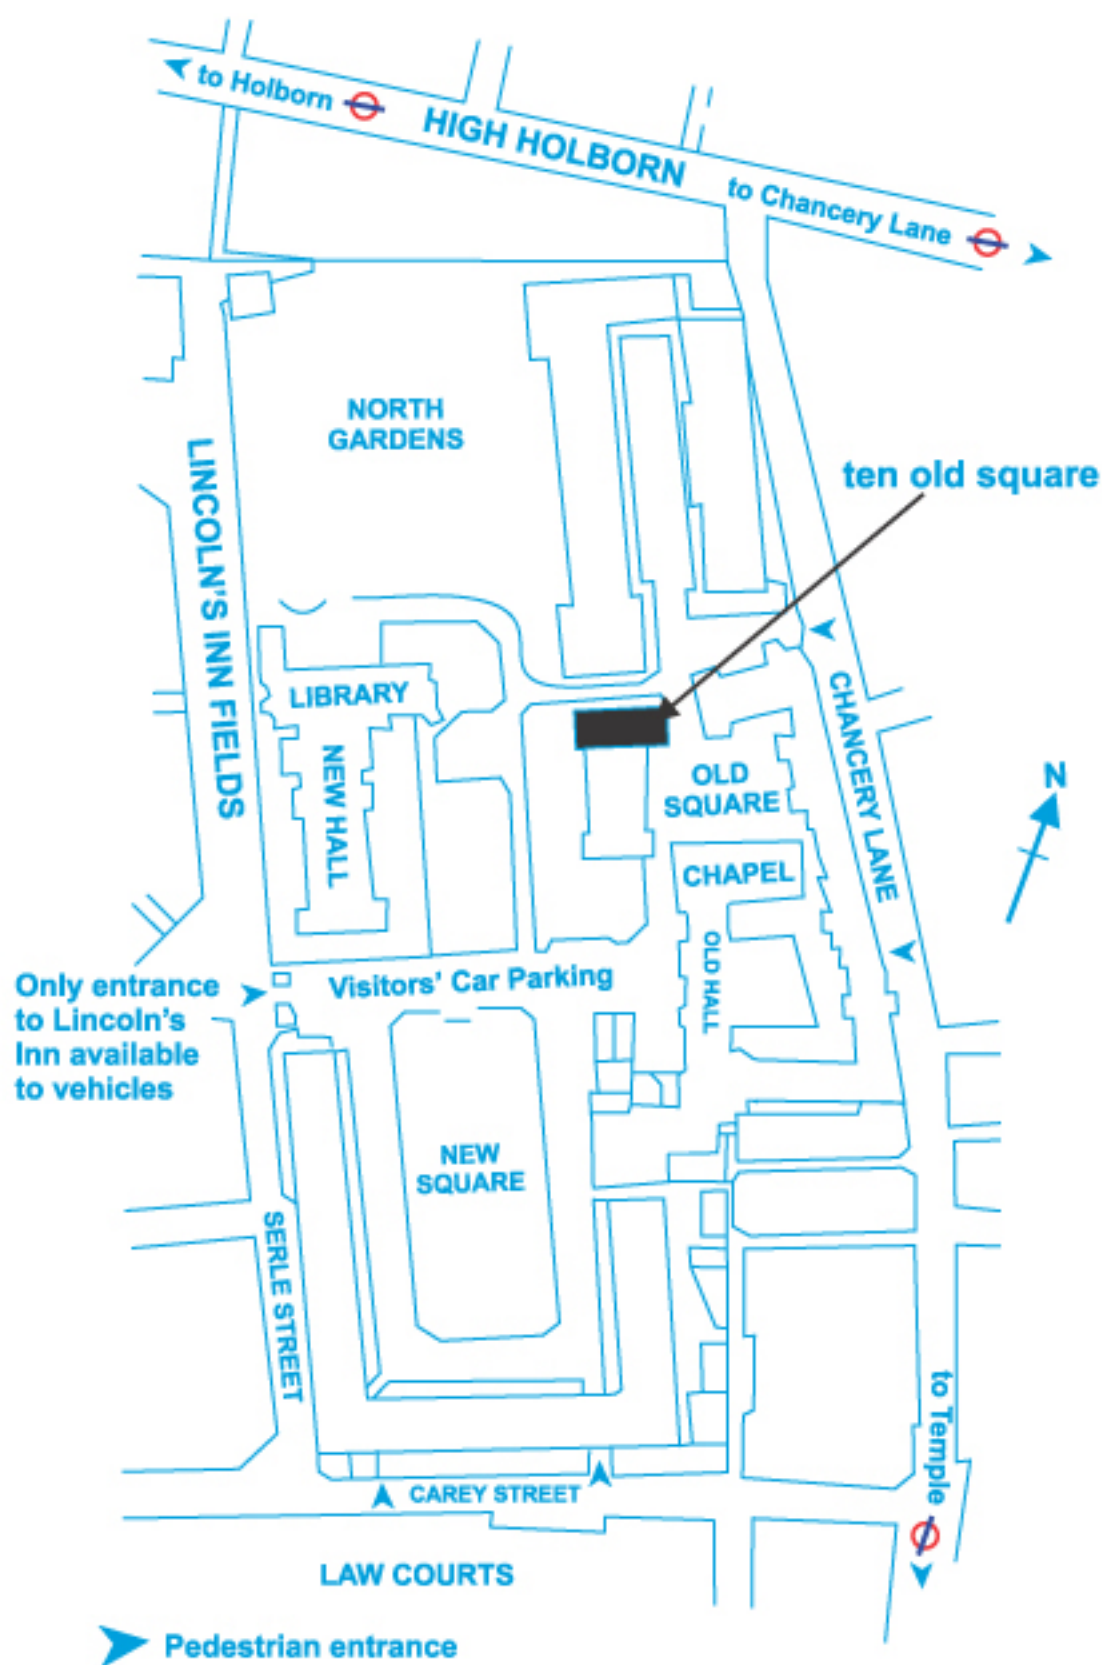 to Holborn
HIGH HOLBORN
to Chancery Lane
NORTH
GARDENS
ten old square
LINCOLN'S INN FIELDS
LIBRARY
NEW HALL
OLD
SQUARE
CHANCERY LANE
N
CHAPEL
OLD HALL
Visitors' Car Parking
Only entrance
to Lincoln's
Inn available
to vehicles
NEW
SQUARE
SERLE STREET
to Temple
CAREY STREET
LAW COURTS
Pedestrian entrance